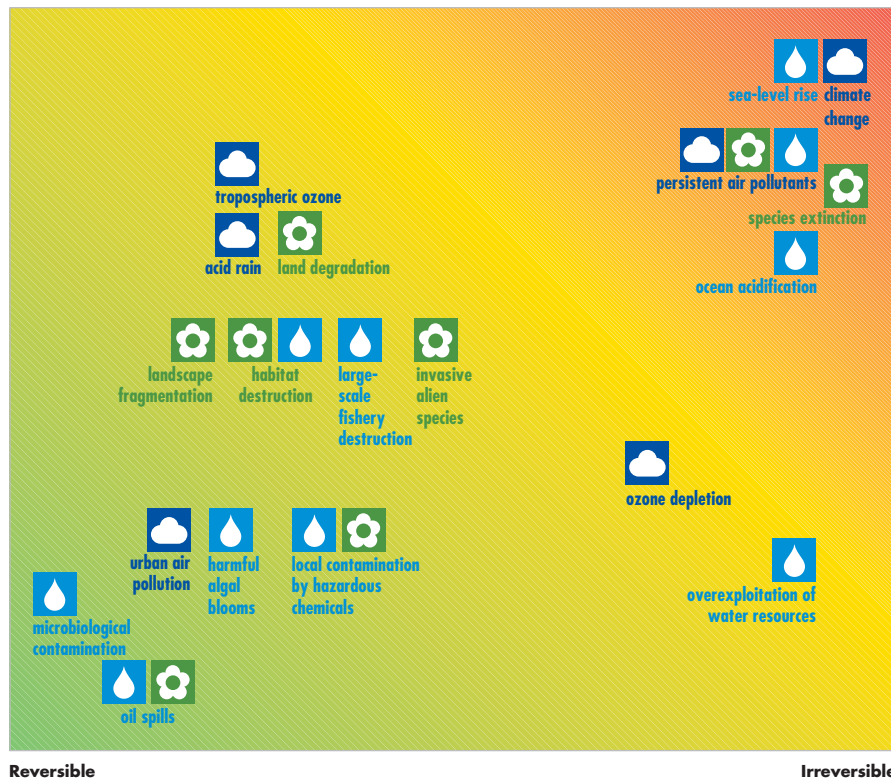 sea-level rise
climate
change
persistent air pollutants
tropospheric ozone
species extinction
acid rain
land degradation
ocean acidification
landscape
fragmentation
habitat
destruction
large-
scale
fishery
destruction
invasive
alien
species
ozone depletion
urban air
pollution
harmful
algal
blooms
local contamination
by hazardous
chemicals
overexploitation of
water resources
microbiological
contamination
oil spills
Reversible
Irreversible